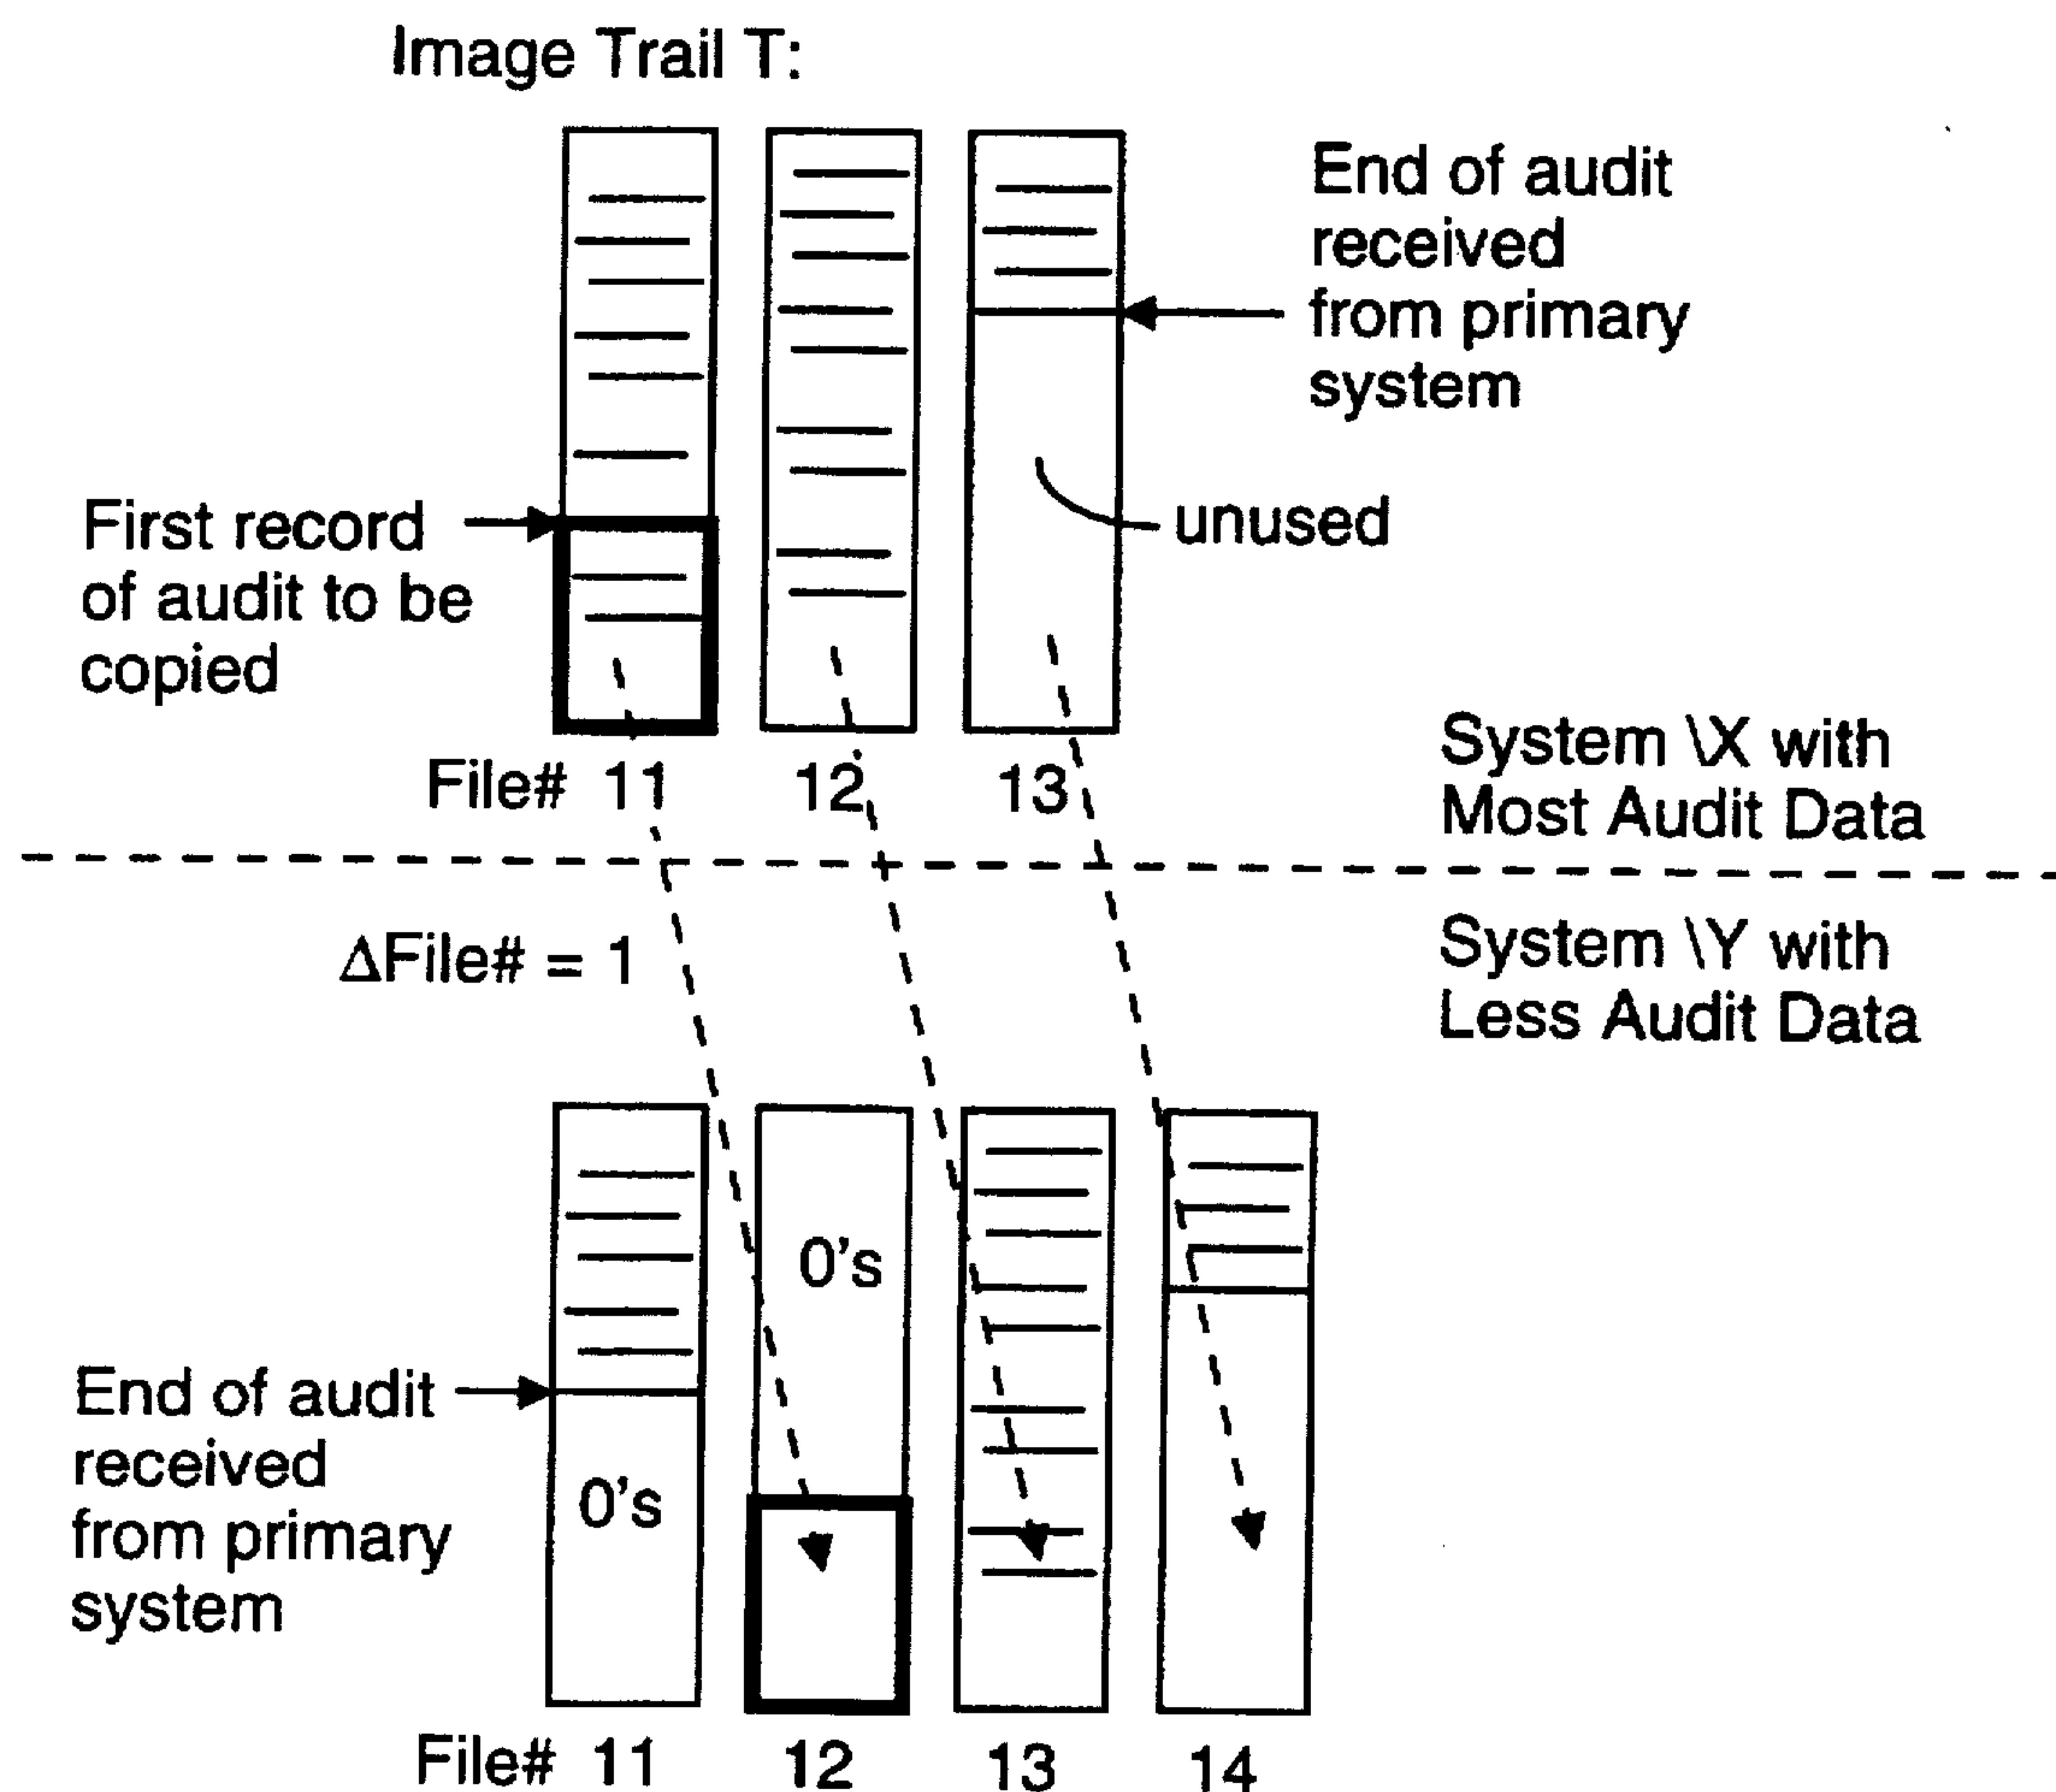 Image Trail T:
End of audit
received
from primary
system
First record
of audit to be
copied
unused
File# 11 12 13
System \X with
Most Audit Data
ΔFile# = 1
System \Y with
Less Audit Data
0's
End of audit
received
from primary
system
0's
File# 11 12 13 14